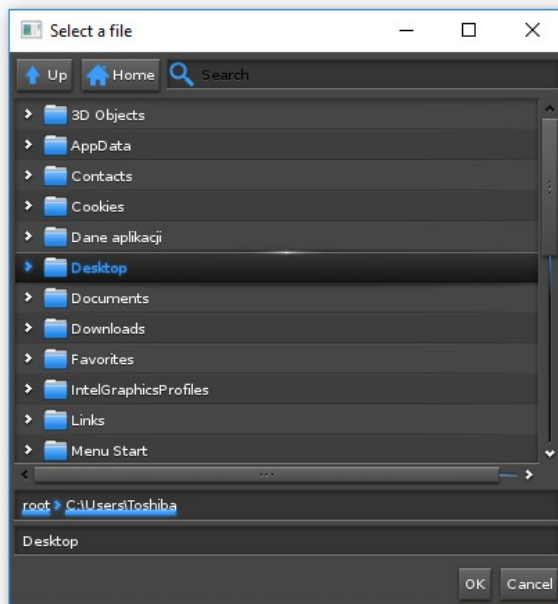 Select a file
Up Home Search
3D Objects
AppData
Contacts
Cookies
Dane aplikacji
Desktop
Documents
Downloads
Favorites
IntelGraphicsProfiles
Links
Menu Start
root C:\Users\Toshiba
Desktop
OK Cancel